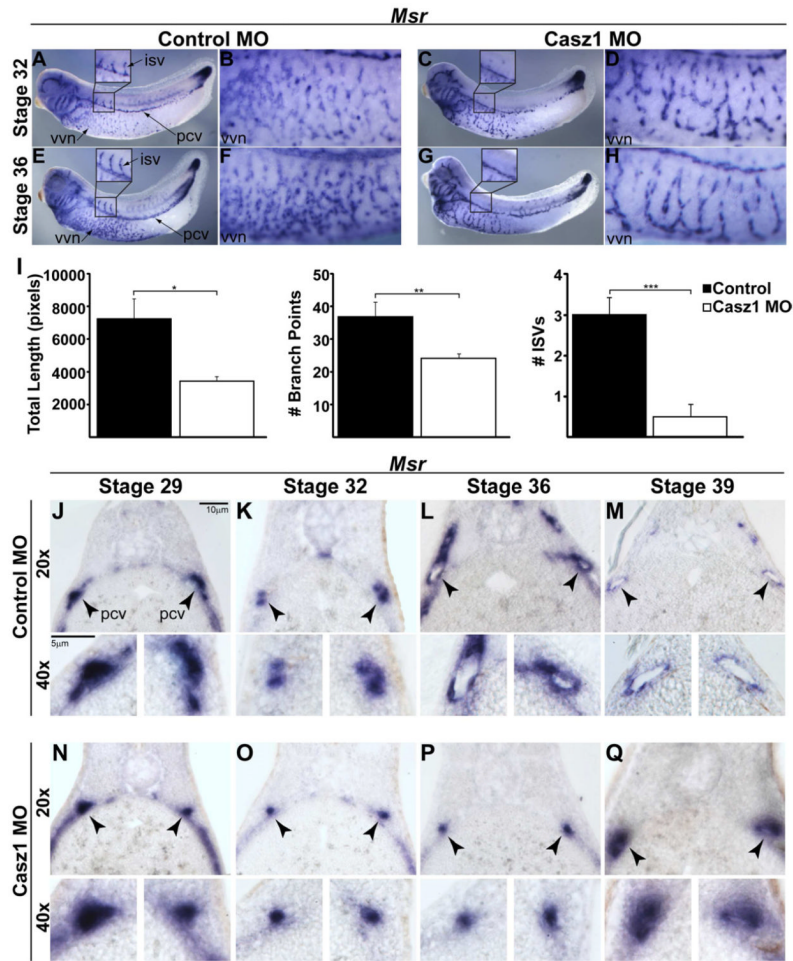 Msr
Control MO
Casz1 MO
Stage 32
A
isv
vvn
pcv
B
vvn
C
D
vvn
Stage 36
E
isv
vvn
pcv
F
vvn
G
H
vvn
I
Total Length (pixels)
10000
8000
6000
4000
2000
*
# Branch Points
50
40
30
20
10
**
# ISVs
4
3
2
1
***
Control
Casz1 MO
Msr
Stage 29
Stage 32
Stage 36
Stage 39
Control MO
20x
J
10μm
pcv
pcv
K
L
M
40x
5μm
Casz1 MO
20x
N
O
P
Q
40x